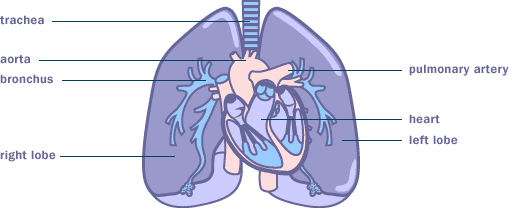 trachea
aorta
bronchus
right lobe
pulmonary artery
heart
left lobe